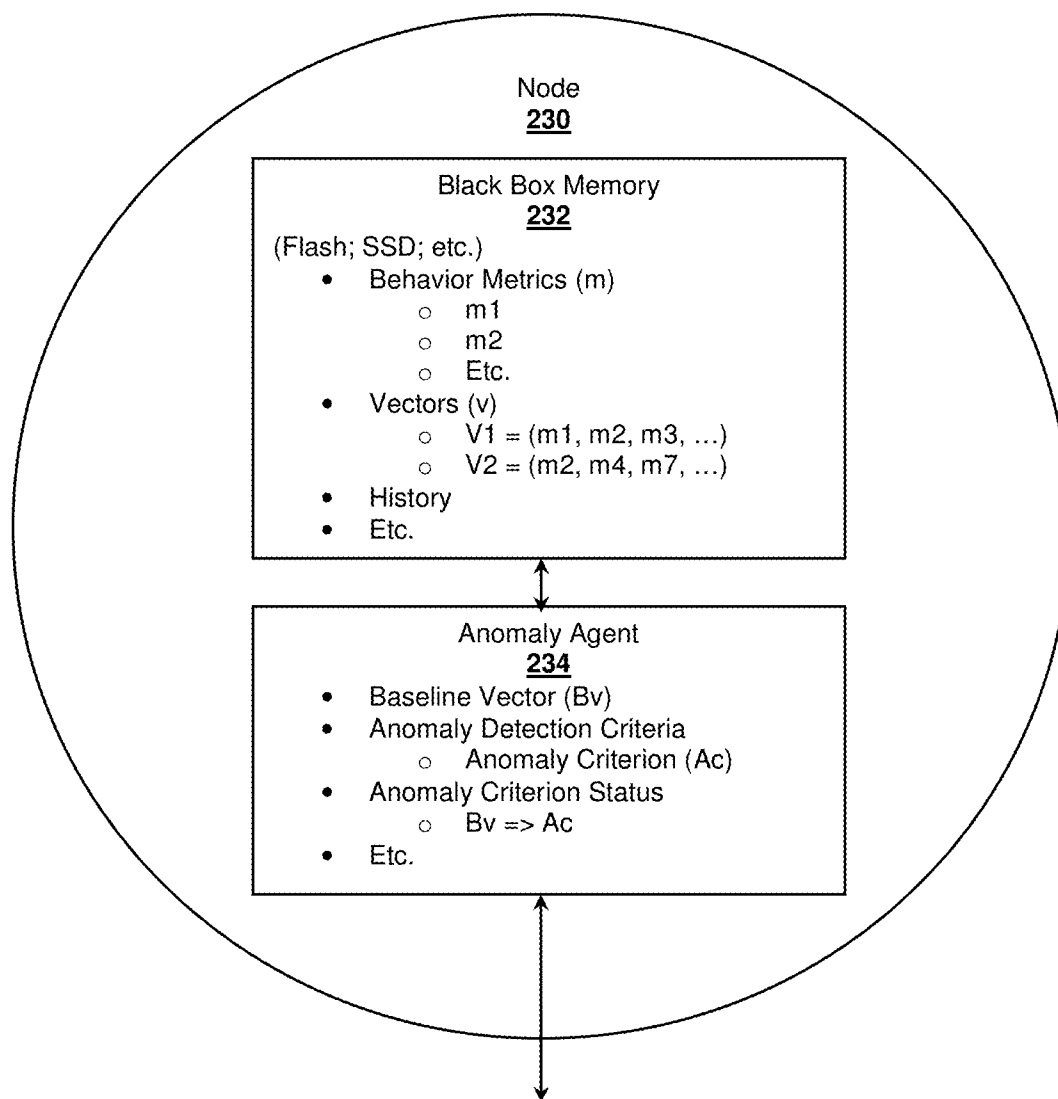 Node
230
Black Box Memory
232
(Flash; SSD; etc.)
• Behavior Metrics (m)
○ m1
○ m2
○ Etc.
• Vectors (v)
○ V1 = (m1, m2, m3, …)
○ V2 = (m2, m4, m7, …)
• History
• Etc.
Anomaly Agent
234
• Baseline Vector (Bv)
• Anomaly Detection Criteria
○ Anomaly Criterion (Ac)
• Anomaly Criterion Status
○ Bv => Ac
• Etc.